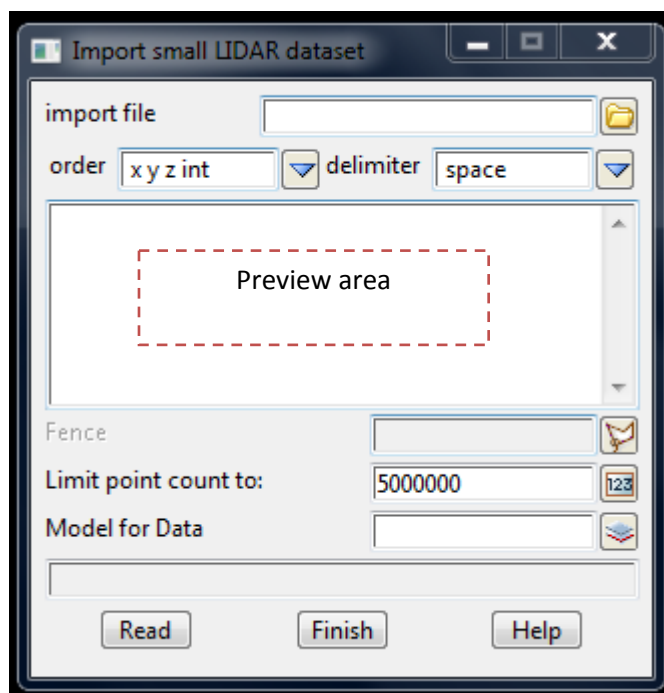 Import small LIDAR dataset
import file
order x y z int delimiter space
Preview area
Fence
Limit point count to: 5000000 123
Model for Data
Read Finish Help